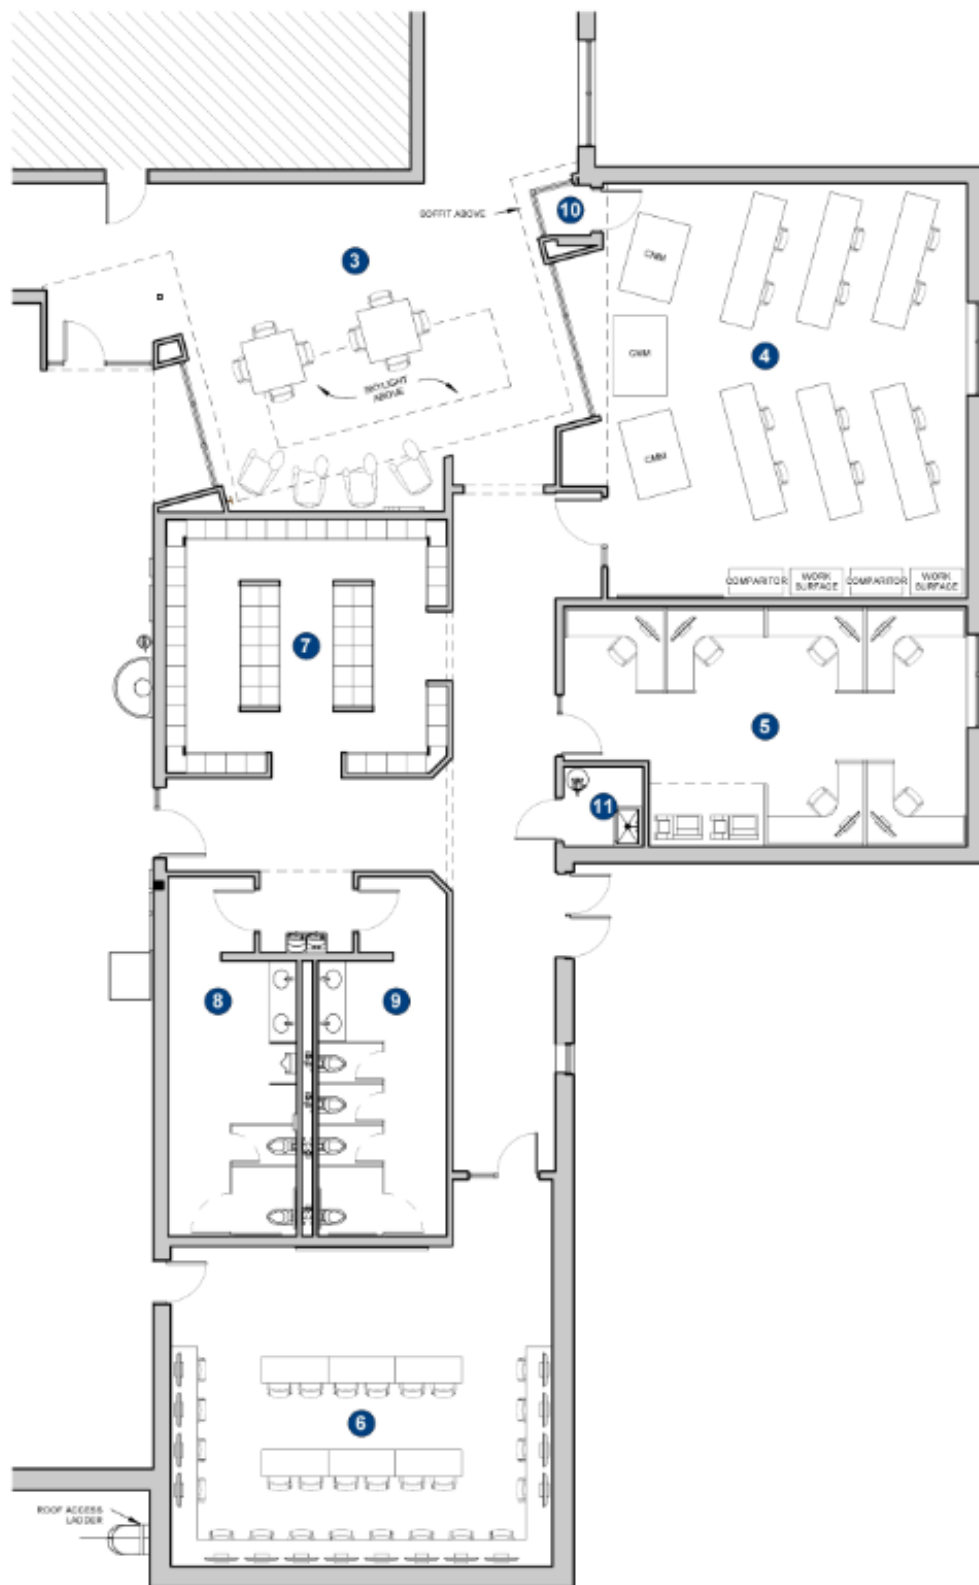 SOFFIT ABOVE
10
3
CMM
CMM
4
SKYLIGHT
ABOVE
CMM
COMPARITOR
WORK
SURFACE
COMPARITOR
WORK
SURFACE
7
5
11
8
9
6
ROOF ACCESS
LADDER